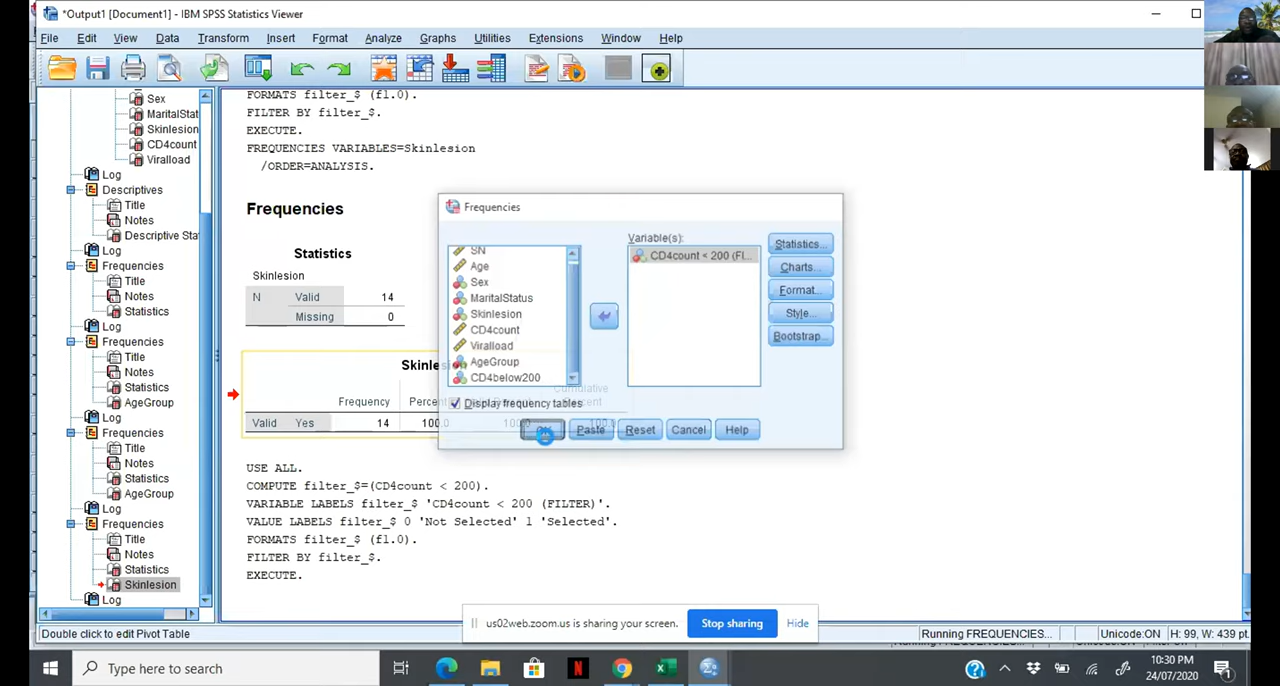 *Output1 [Document1] - IBM SPSS Statistics Viewer
File Edit View Data Transform Insert Format Analyze Graphs Utilities Extensions Window Help
Sex
MaritalStat
Skinlesion
CD4count
Viralload
Log
Descriptives
Title
Notes
Descriptive Sta
Log
Frequencies
Title
Notes
Statistics
Log
Frequencies
Title
Notes
Statistics
AgeGroup
Log
Frequencies
Title
Notes
Statistics
AgeGroup
Log
Frequencies
Title
Notes
Statistics
Skinlesion
Log
FORMATS filter_$ (f1.0).
FILTER BY filter_$.
EXECUTE.
FREQUENCIES VARIABLES=Skinlesion
/ORDER=ANALYSIS.
Frequencies
Statistics
Skinlesion
N Valid 14
Missing 0
Frequency
Valid Yes 14 100.0
USE ALL.
COMPUTE filter_$=(CD4count < 200).
VARIABLE LABELS filter_$ 'CD4count < 200 (FILTER)'.
VALUE LABELS filter_$ 0 'Not Selected' 1 'Selected'.
FORMATS filter_$ (f1.0).
FILTER BY filter_$.
EXECUTE.
Frequencies
SN
Age
Sex
MaritalStatus
Skinlesion
CD4count
Viralload
AgeGroup
CD4below200
Variable(s):
CD4count < 200 (Fl...
Statistics...
Charts...
Format...
Style...
Bootstrap...
Display frequency tables
Paste Reset Cancel Help
us02web.zoom.us is sharing your screen. Stop sharing Hide
Double click to edit Pivot Table
Running FREQUENCIES... Unicode:ON H: 99, W: 439 pt.
Type here to search
10:30 PM
24/07/2020